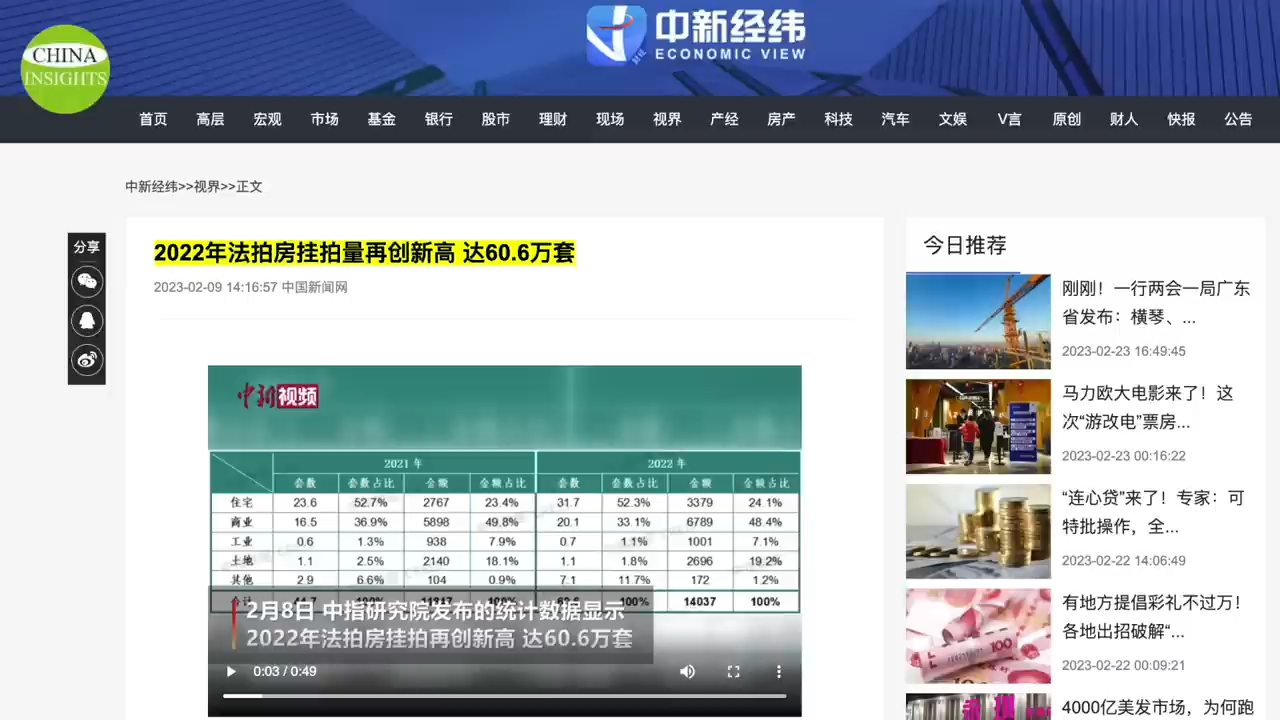 中新经纬
ECONOMIC VIEW
CHINA
INSIGHTS
首页 高层 宏观 市场 基金 银行 股市 理财 现场 视界 产经 房产 科技 汽车 文娱 V言 原创 财人 快报 公告
中新经纬>>视界>>正文
分享
2022年法拍房挂拍量再创新高 达60.6万套
2023-02-09 14:16:57 中国新闻网
中新视频
2021 年 2022 年
套数 套数占比 金额 金额占比 套数 套数占比 金额 金额占比
住宅 23.6 52.7% 2767 23.4% 31.7 52.3% 3379 24.1%
商业 16.5 36.9% 5898 49.8% 20.1 33.1% 6789 48.4%
工业 0.6 1.3% 938 7.9% 0.7 1.1% 1001 7.1%
土地 1.1 2.5% 2140 18.1% 1.1 1.8% 2696 19.2%
其他 2.9 6.6% 104 0.9% 7.1 11.7% 172 1.2%
合计 100% 14037 100%
2月8日 中指研究院发布的统计数据显示
2022年法拍房挂拍再创新高 达60.6万套
0:03 / 0:49
今日推荐
刚刚！一行两会一局广东
省发布：横琴、...
2023-02-23 16:49:45
马力欧大电影来了！这
次“游改电”票房...
2023-02-23 00:16:22
“连心贷”来了！专家：可
特批操作，全...
2023-02-22 14:06:49
有地方提倡彩礼不过万！
各地出招破解“...
2023-02-22 00:09:21
4000亿美发市场，为何跑